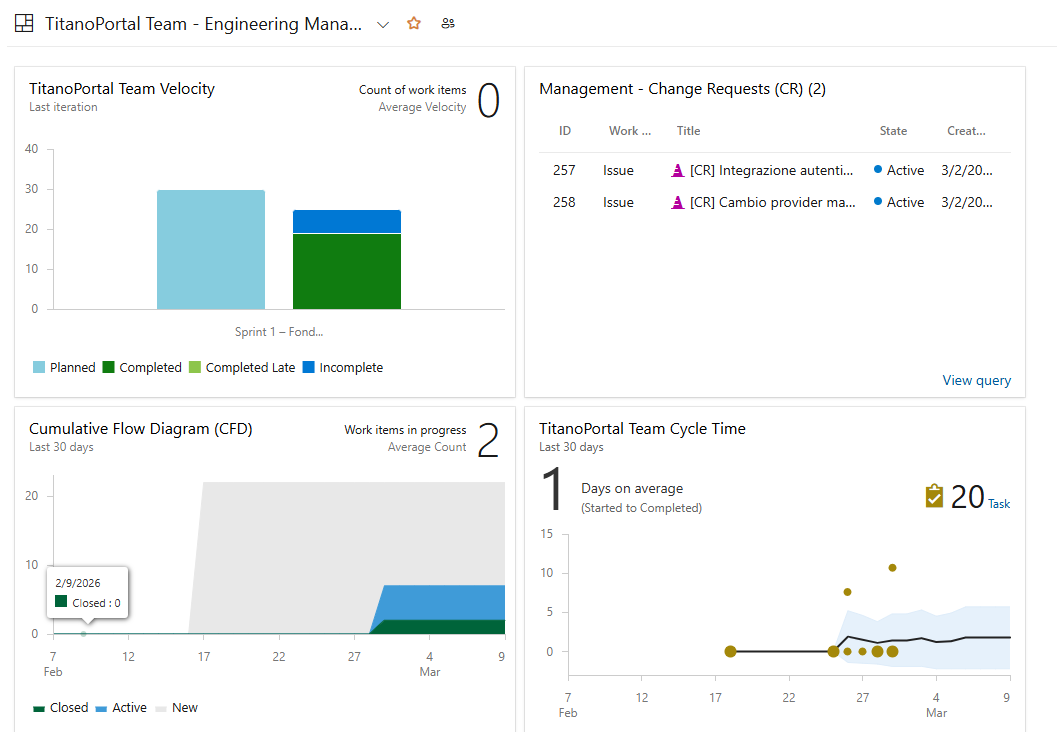 TitanoPortal Team - Engineering Mana...
TitanoPortal Team Velocity
Last iteration
Count of work items
Average Velocity
0
40
30
20
10
0
Sprint 1 – Fond...
Planned Completed Completed Late Incomplete
Management - Change Requests (CR) (2)
ID Work ... Title State Creat...
257 Issue [CR] Integrazione autenti... Active 3/2/20...
258 Issue [CR] Cambio provider ma... Active 3/2/20...
View query
Cumulative Flow Diagram (CFD)
Last 30 days
Work items in progress
Average Count
2
20
10
0
2/9/2026
Closed : 0
7 12 17 22 27 4 9
Feb Mar
Closed Active New
TitanoPortal Team Cycle Time
Last 30 days
1
Days on average
(Started to Completed)
20 Task
15
10
5
0
7 12 17 22 27 4 9
Feb Mar